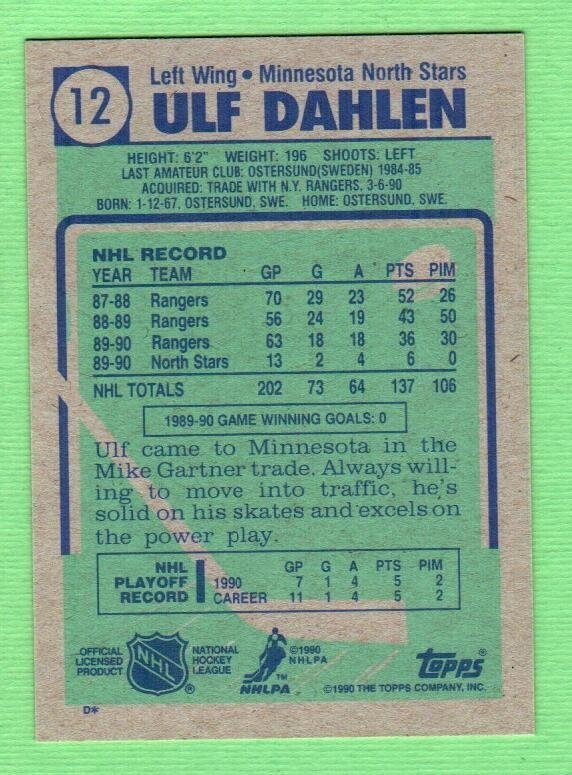 12
Left Wing • Minnesota North Stars
ULF DAHLEN
HEIGHT: 6'2" WEIGHT: 196 SHOOTS: LEFT
LAST AMATEUR CLUB: OSTERSUND(SWEDEN) 1984-85
ACQUIRED: TRADE WITH N.Y. RANGERS, 3-6-90
BORN: 1-12-67, OSTERSUND, SWE. HOME: OSTERSUND, SWE.
NHL RECORD
YEAR TEAM GP G A PTS PIM
87-88 Rangers 70 29 23 52 26
88-89 Rangers 56 24 19 43 50
89-90 Rangers 63 18 18 36 30
89-90 North Stars 13 2 4 6 0
NHL TOTALS 202 73 64 137 106
1989-90 GAME WINNING GOALS: 0
Ulf came to Minnesota in the
Mike Gartner trade. Always will-
ing to move into traffic, he's
solid on his skates and excels on
the power play.
NHL PLAYOFF RECORD
GP G A PTS PIM
1990 7 1 4 5 2
CAREER 11 1 4 5 2
OFFICIAL
LICENSED
PRODUCT
NHL
®
NATIONAL
HOCKEY
LEAGUE
NHLPA
™
©1990
NHLPA
topps®
©1990 THE TOPPS COMPANY, INC.
D*